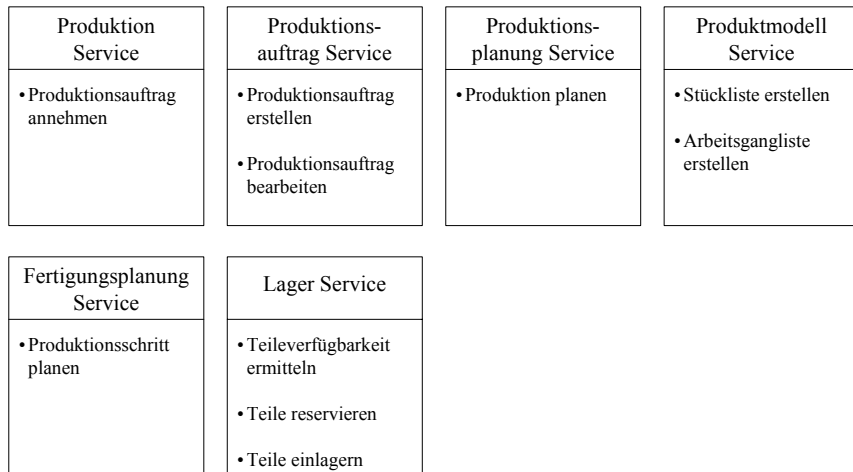 Produktion
Service
• Produktionsauftrag
annehmen
Produktions-
auftrag Service
• Produktionsauftrag
erstellen
• Produktionsauftrag
bearbeiten
Produktions-
planung Service
• Produktion planen
Produktmodell
Service
• Stückliste erstellen
• Arbeitsgangliste
erstellen
Fertigungsplanung
Service
• Produktionsschritt
planen
Lager Service
• Teileverfügbarkeit
ermitteln
• Teile reservieren
• Teile einlagern